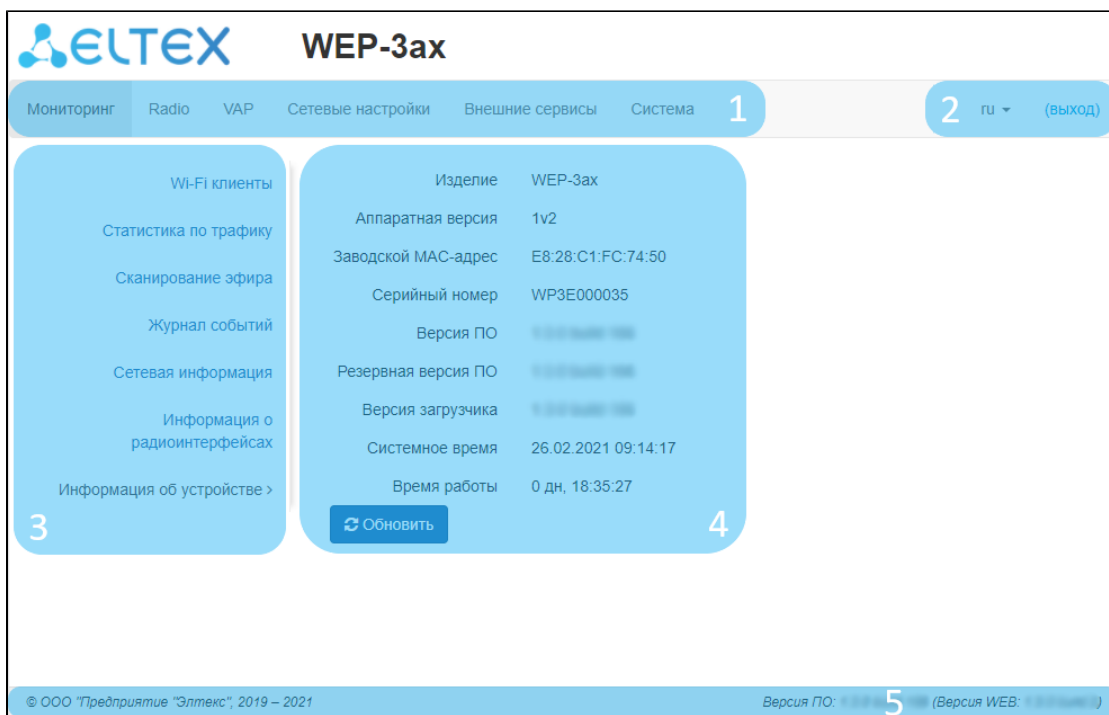 ELTEX WEP-3ax
Мониторинг Radio VAP Сетевые настройки Внешние сервисы Система 1 2 ru (выход)
Wi-Fi клиенты
Статистика по трафику
Сканирование эфира
Журнал событий
Сетевая информация
Информация о
радиоинтерфейсах
Информация об устройстве >
3
Изделие WEP-3ax
Аппаратная версия 1v2
Заводской MAC-адрес E8:28:C1:FC:74:50
Серийный номер WP3E000035
Версия ПО
Резервная версия ПО
Версия загрузчика
Системное время 26.02.2021 09:14:17
Время работы 0 дн, 18:35:27
Обновить 4
© ООО "Предприятие "Элтекс", 2019 – 2021 Версия ПО: 5 (Версия WEB: )